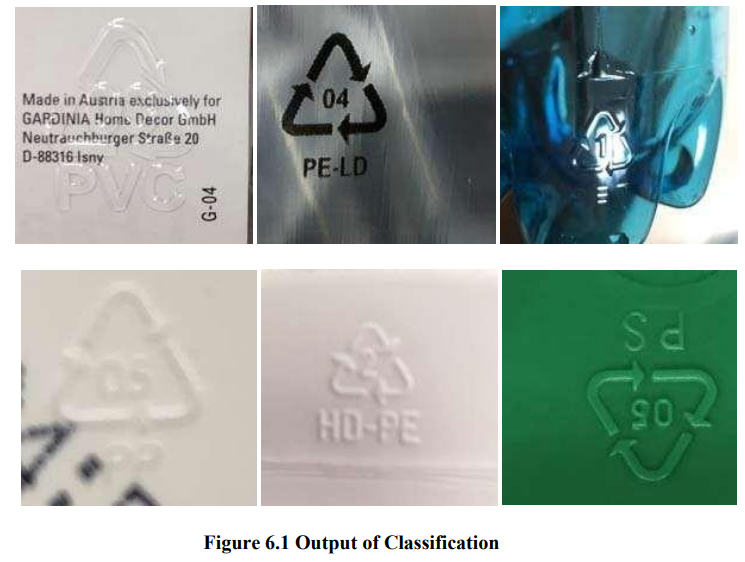 Made in Austria exclusively for
GARDINIA Home Decor GmbH
Neutrauchburger Straße 20
D-88316 Isny
PVC
G-04
04
PE-LD
1
05
2
HD-PE
PS
Figure 6.1 Output of Classification